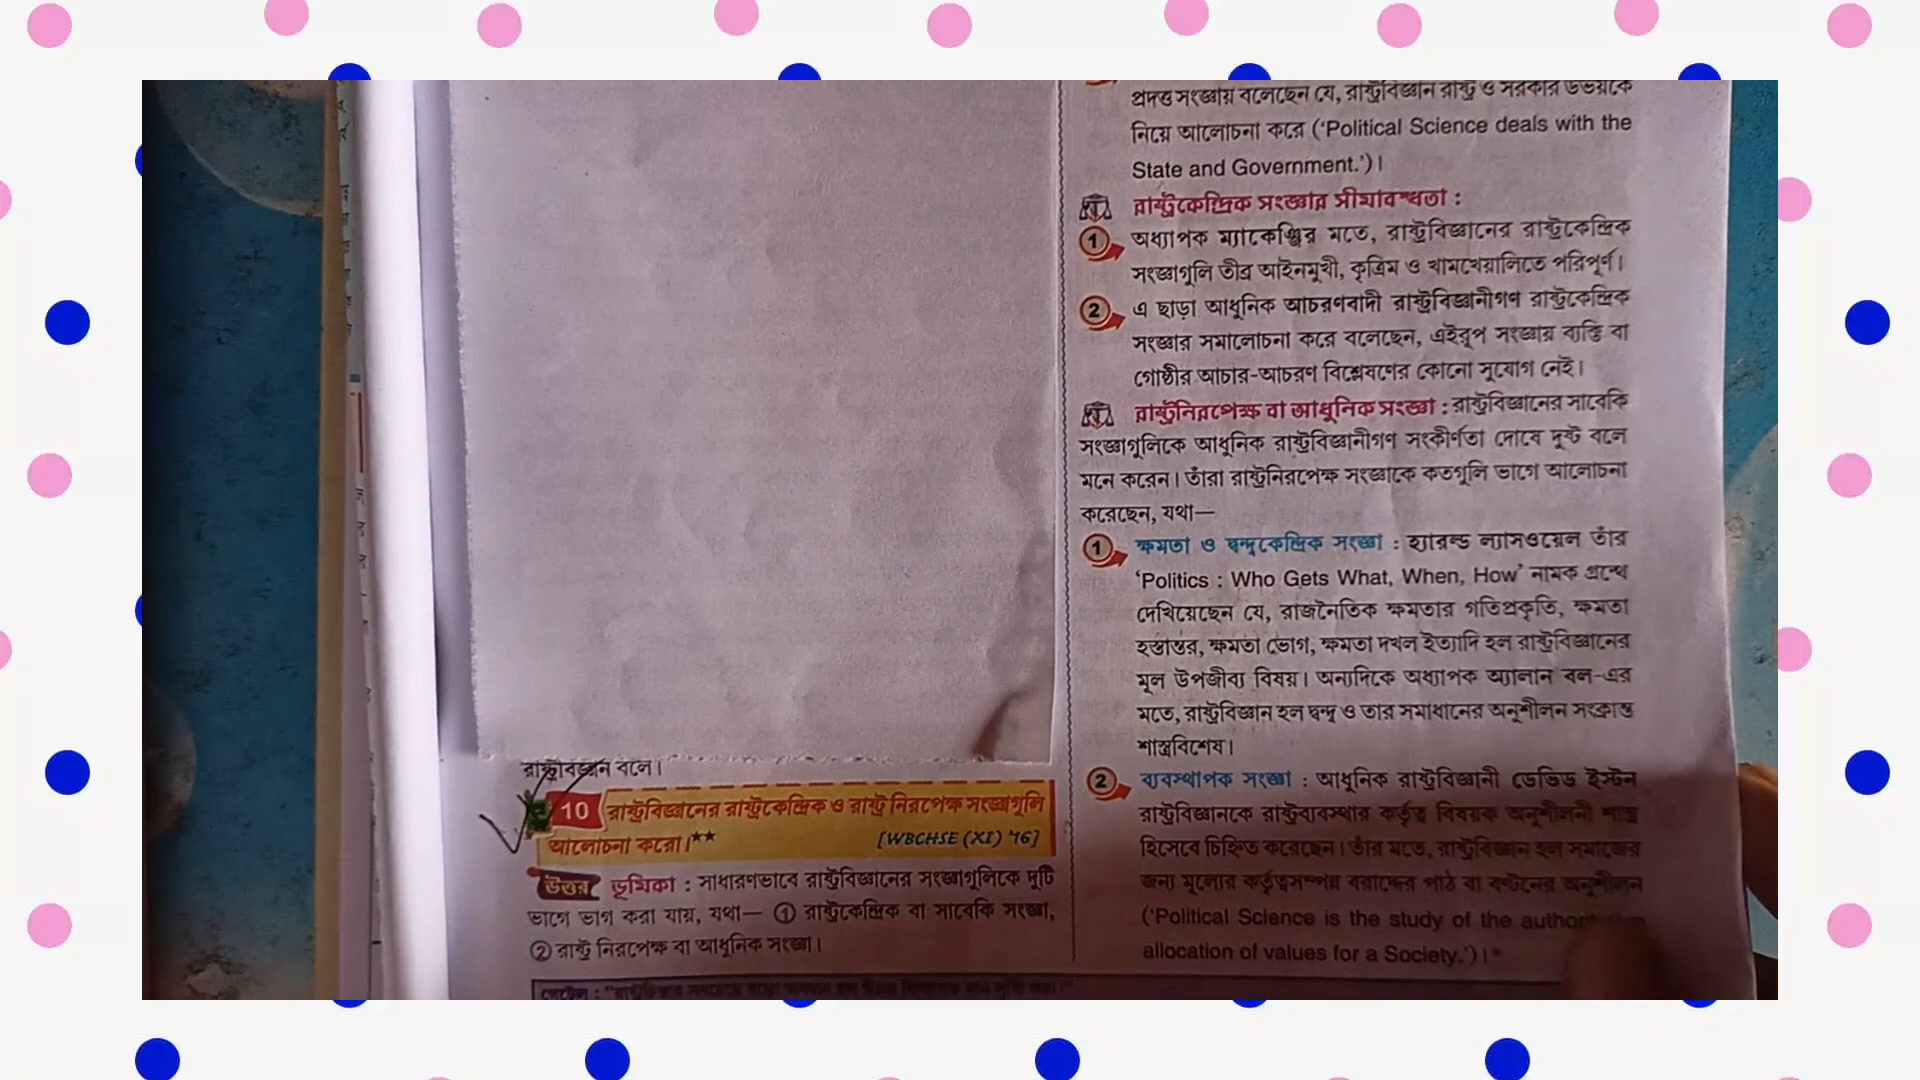 রাষ্ট্রবিজ্ঞান বলে।
10 রাষ্ট্রবিজ্ঞানের রাষ্ট্রকেন্দ্রিক ও রাষ্ট্র নিরপেক্ষ সংজ্ঞাগুলি
আলোচনা করো।★★ [WBCHSE (XI) '16]
উত্তর ভূমিকা : সাধারণভাবে রাষ্ট্রবিজ্ঞানের সংজ্ঞাগুলিকে দুটি
ভাগে ভাগ করা যায়, যথা— ① রাষ্ট্রকেন্দ্রিক বা সাবেকি সংজ্ঞা,
② রাষ্ট্র নিরপেক্ষ বা আধুনিক সংজ্ঞা।
গেটেল : "রাষ্ট্রচিন্তার
প্রদত্ত সংজ্ঞায় বলেছেন যে, রাষ্ট্রবিজ্ঞান রাষ্ট্র ও সরকার উভয়কে
নিয়ে আলোচনা করে ('Political Science deals with the
State and Government.')।
রাষ্ট্রকেন্দ্রিক সংজ্ঞার সীমাবদ্ধতা :
1 অধ্যাপক ম্যাকেঞ্জির মতে, রাষ্ট্রবিজ্ঞানের রাষ্ট্রকেন্দ্রিক
সংজ্ঞাগুলি তীব্র আইনমুখী, কৃত্রিম ও খামখেয়ালিতে পরিপূর্ণ।
2 এ ছাড়া আধুনিক আচরণবাদী রাষ্ট্রবিজ্ঞানীগণ রাষ্ট্রকেন্দ্রিক
সংজ্ঞার সমালোচনা করে বলেছেন, এইরূপ সংজ্ঞায় ব্যক্তি বা
গোষ্ঠীর আচার-আচরণ বিশ্লেষণের কোনো সুযোগ নেই।
রাষ্ট্রনিরপেক্ষ বা আধুনিক সংজ্ঞা : রাষ্ট্রবিজ্ঞানের সাবেকি
সংজ্ঞাগুলিকে আধুনিক রাষ্ট্রবিজ্ঞানীগণ সংকীর্ণতা দোষে দুষ্ট বলে
মনে করেন। তাঁরা রাষ্ট্রনিরপেক্ষ সংজ্ঞাকে কতগুলি ভাগে আলোচনা
করেছেন, যথা—
1 ক্ষমতা ও দ্বন্দ্বকেন্দ্রিক সংজ্ঞা : হ্যারল্ড ল্যাসওয়েল তাঁর
'Politics : Who Gets What, When, How' নামক গ্রন্থে
দেখিয়েছেন যে, রাজনৈতিক ক্ষমতার গতিপ্রকৃতি, ক্ষমতা
হস্তান্তর, ক্ষমতা ভোগ, ক্ষমতা দখল ইত্যাদি হল রাষ্ট্রবিজ্ঞানের
মূল উপজীব্য বিষয়। অন্যদিকে অধ্যাপক অ্যালান বল-এর
মতে, রাষ্ট্রবিজ্ঞান হল দ্বন্দ্ব ও তার সমাধানের অনুশীলন সংক্রান্ত
শাস্ত্রবিশেষ।
2 ব্যবস্থাপক সংজ্ঞা : আধুনিক রাষ্ট্রবিজ্ঞানী ডেভিড ইস্টন
রাষ্ট্রবিজ্ঞানকে রাষ্ট্রব্যবস্থার কর্তৃত্ব বিষয়ক অনুশীলনী শাস্ত্র
হিসেবে চিহ্নিত করেছেন। তাঁর মতে, রাষ্ট্রবিজ্ঞান হল সমাজের
জন্য মূল্যের কর্তৃত্বসম্পন্ন বরাদ্দের পাঠ বা বণ্টনের অনুশীলন
('Political Science is the study of the
allocation of values for a Society.')।*